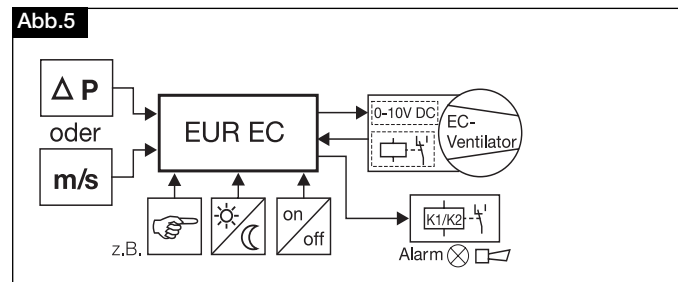 Abb.5
Δ P
oder
m/s
EUR EC
0-10V DC
EC-
Ventilator
z.B.
on
off
K1/K2
Alarm